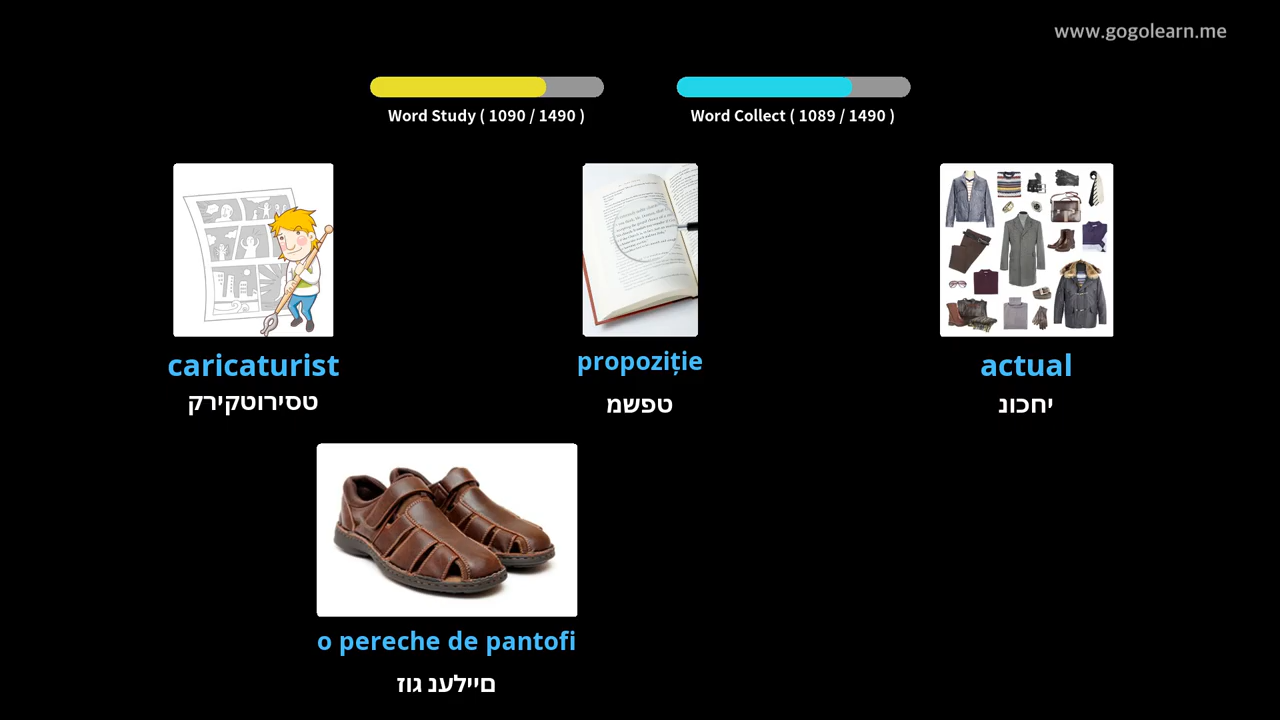 www.gogolearn.me
Word Study ( 1090 / 1490 )
Word Collect ( 1089 / 1490 )
caricaturist
טסירוטקירק
propoziție
טפשמ
actual
יחכונ
o pereche de pantofi
םיילענ גוז